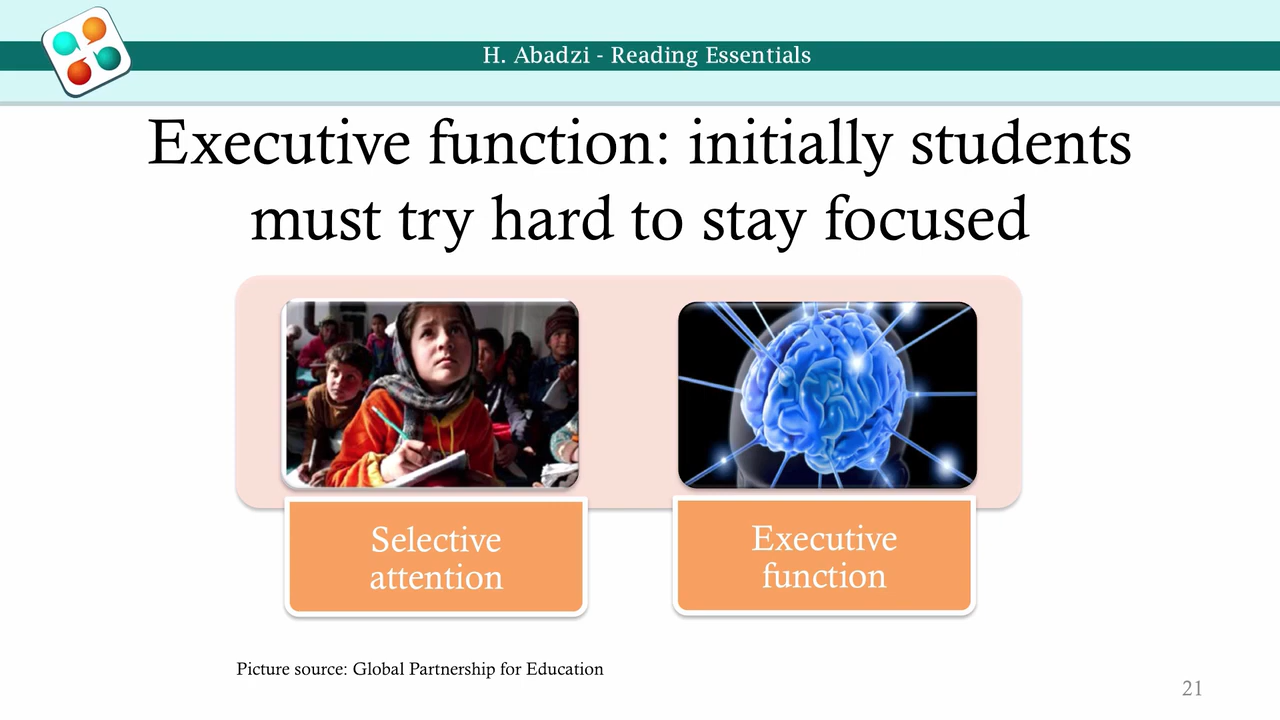 H. Abadzi - Reading Essentials
Executive function: initially students
must try hard to stay focused
Selective
attention
Executive
function
Picture source: Global Partnership for Education
21